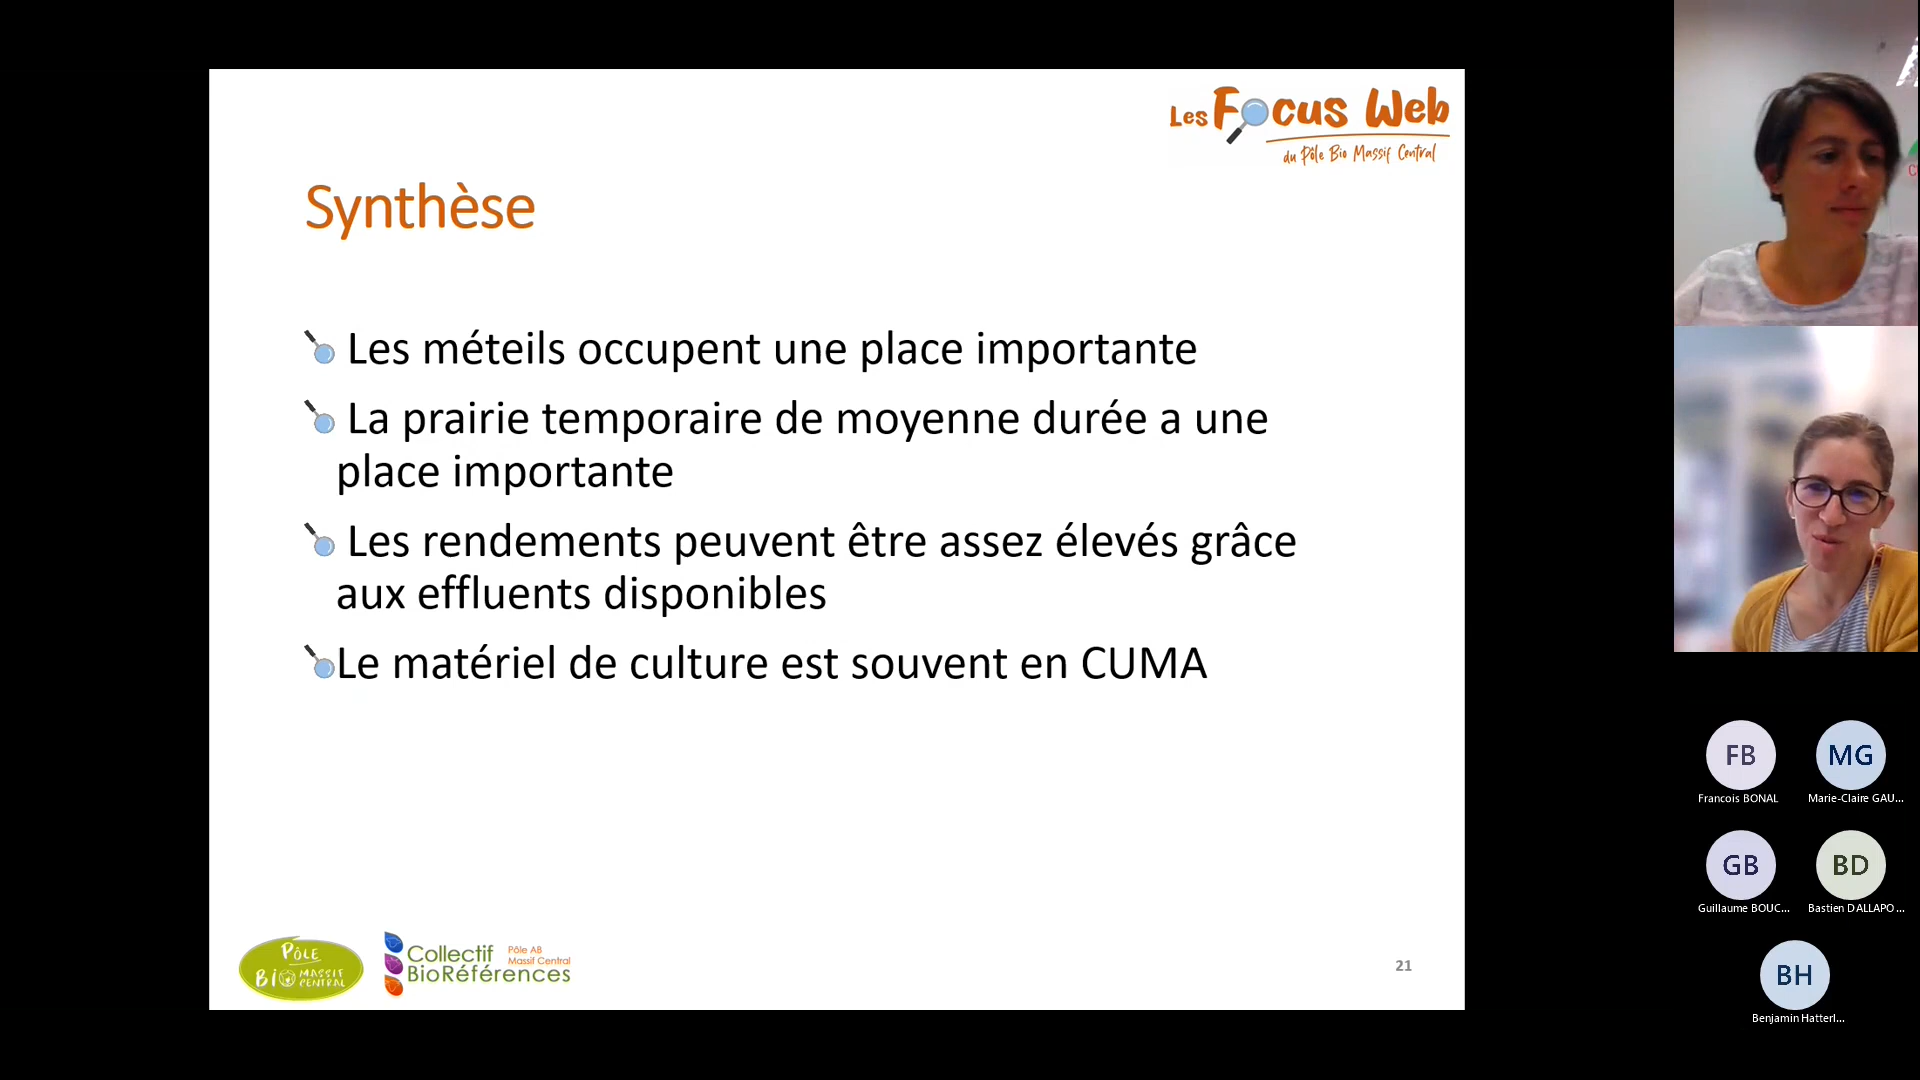 Les Focus Web
du Pôle Bio Massif Central
Synthèse
Les méteils occupent une place importante
La prairie temporaire de moyenne durée a une
place importante
Les rendements peuvent être assez élevés grâce
aux effluents disponibles
Le matériel de culture est souvent en CUMA
PÔLE
BIO MASSIF
CENTRAL
Collectif
BioRéférences
Pôle AB
Massif Central
21
FB
Francois BONAL
MG
Marie-Claire GAU...
GB
Guillaume BOUC...
BD
Bastien DALLAPO...
BH
Benjamin Hatterl...